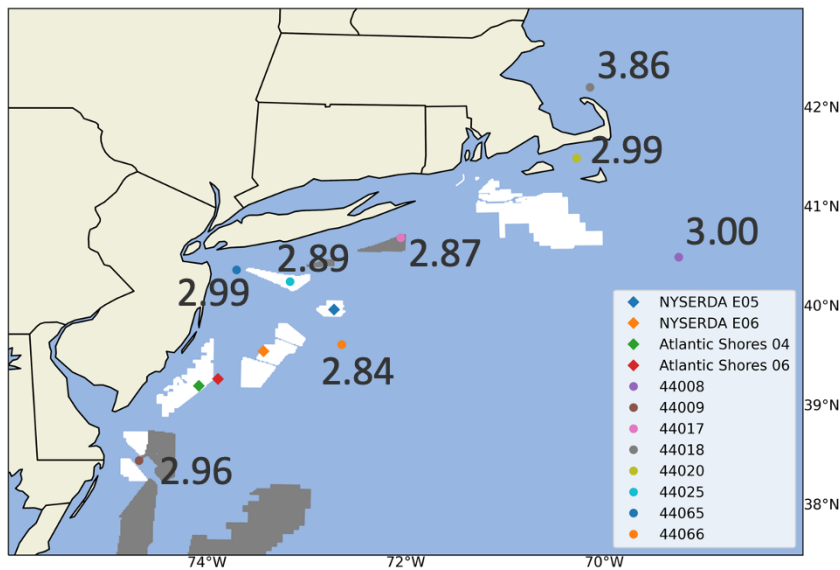 3.86
42°N
2.99
41°N
3.00
2.89
2.87
2.99
40°N
NYSERDA E05
NYSERDA E06
Atlantic Shores 04
Atlantic Shores 06
44008
44009
44017
44018
44020
44025
44065
44066
2.84
39°N
2.96
38°N
74°W
72°W
70°W